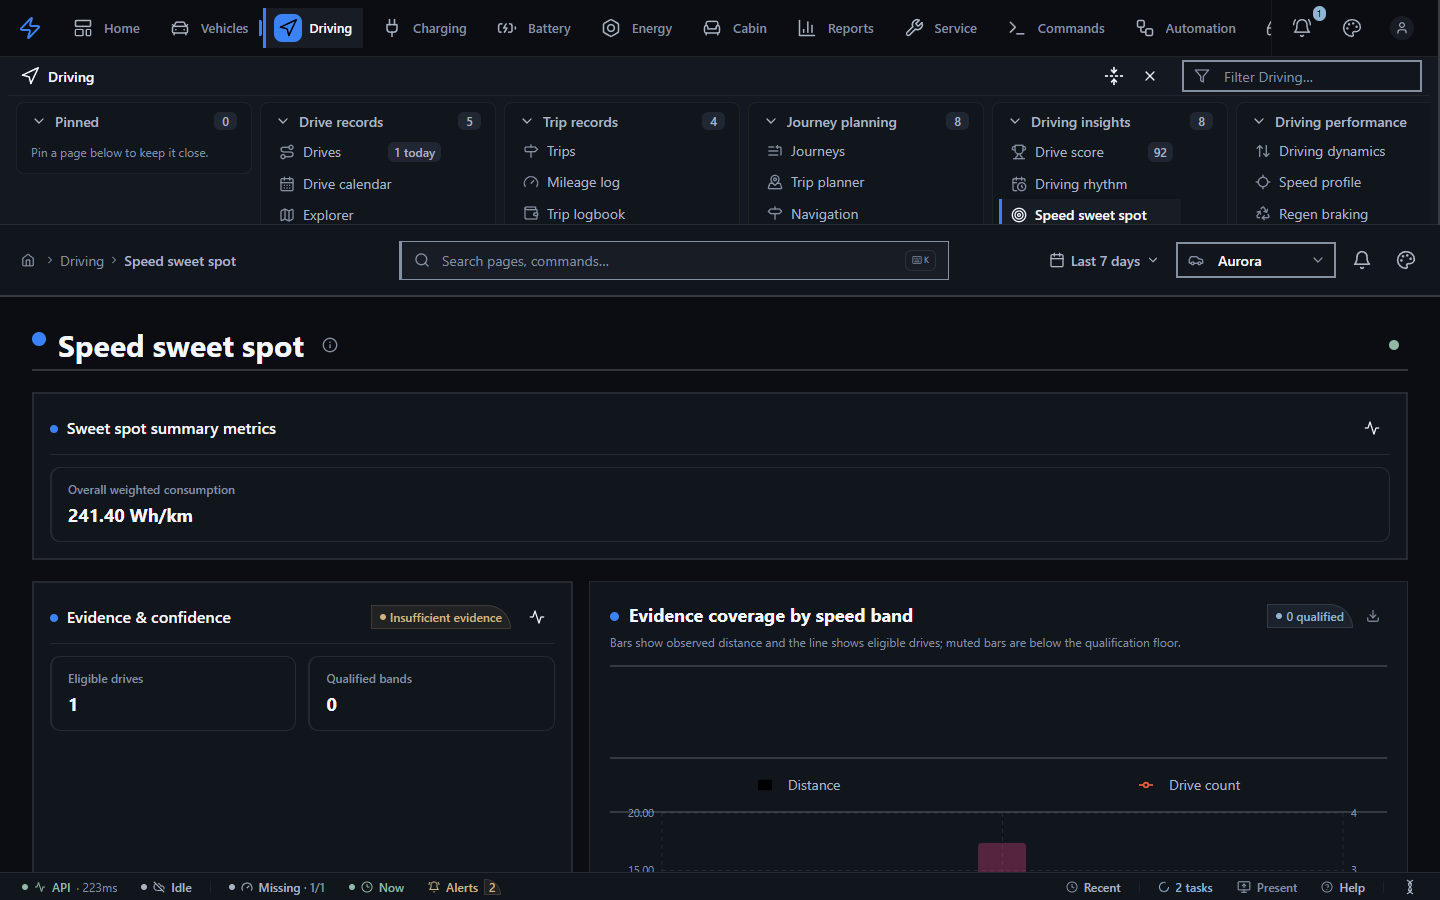 Home Vehicles Driving Charging Battery Energy Cabin Reports Service Commands Automation 1
Driving Filter Driving...
Pinned 0
Pin a page below to keep it close.
Drive records 5
Drives 1 today
Drive calendar
Explorer
Trip records 4
Trips
Mileage log
Trip logbook
Journey planning 8
Journeys
Trip planner
Navigation
Driving insights 8
Drive score 92
Driving rhythm
Speed sweet spot
Driving performance
Driving dynamics
Speed profile
Regen braking
Driving Speed sweet spot Search pages, commands... K Last 7 days Aurora
Speed sweet spot
Sweet spot summary metrics
Overall weighted consumption
241.40 Wh/km
Evidence & confidence Insufficient evidence
Eligible drives
1
Qualified bands
0
Evidence coverage by speed band 0 qualified
Bars show observed distance and the line shows eligible drives; muted bars are below the qualification floor.
Distance Drive count
20.00 4
15.00 3
API · 223ms Idle Missing · 1/1 Now Alerts 2 Recent 2 tasks Present Help